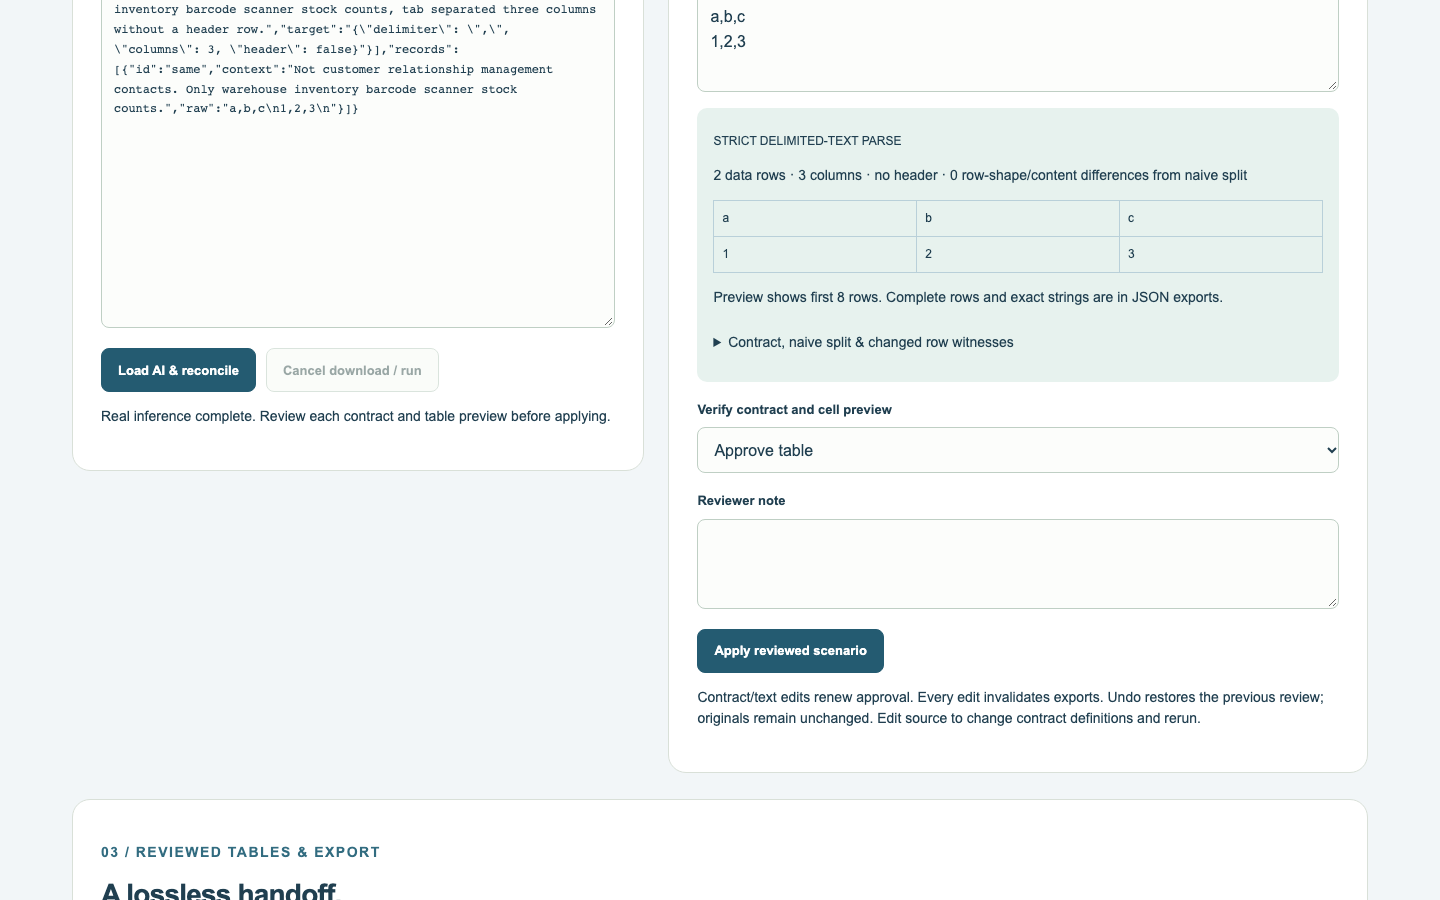 inventory barcode scanner stock counts, tab separated three columns
without a header row.","target":"{\"delimiter\": \",\",
\"columns\": 3, \"header\": false}"}],"records":
[{"id":"same","context":"Not customer relationship management
contacts. Only warehouse inventory barcode scanner stock
counts.","raw":"a,b,c\n1,2,3\n"}]}
Load AI & reconcile
Cancel download / run
Real inference complete. Review each contract and table preview before applying.
a,b,c
1,2,3
STRICT DELIMITED-TEXT PARSE
2 data rows · 3 columns · no header · 0 row-shape/content differences from naive split
a b c
1 2 3
Preview shows first 8 rows. Complete rows and exact strings are in JSON exports.
▶ Contract, naive split & changed row witnesses
Verify contract and cell preview
Approve table
Reviewer note
Apply reviewed scenario
Contract/text edits renew approval. Every edit invalidates exports. Undo restores the previous review;
originals remain unchanged. Edit source to change contract definitions and rerun.
03 / REVIEWED TABLES & EXPORT
A lossless handoff.